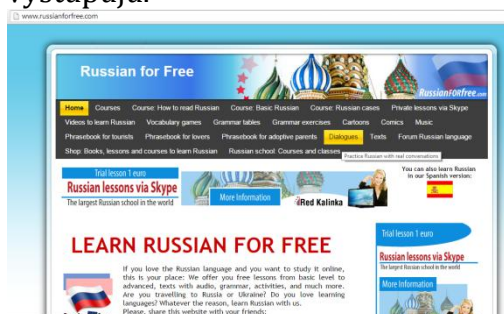 vystupuju.
www.russianforfree.com
Russian for Free
RussianFORfree.com
Home Courses Course: How to read Russian Course: Basic Russian Course: Russian cases Private lessons via Skype
Videos to learn Russian Vocabulary games Grammar tables Grammar exercises Cartoons Comics Music
Phrasebook for tourists Phrasebook for lovers Phrasebook for adoptive parents Dialogues Texts Forum Russian language
Shop: Books, lessons and courses to learn Russian Russian school: Courses and classes
Practice Russian with real conversations
Trial lesson 1 euro
Russian lessons via Skype
The largest Russian school in the world
More Information
Red Kalinka
You can also learn Russian
in our Spanish version:
LEARN RUSSIAN FOR FREE
If you love the Russian language and you want to study it online,
this is your place: We offer you free lessons from basic level to
advanced, texts with audio, grammar, activities, and much more.
Are you travelling to Russia or Ukraine? Do you love learning
languages? Whatever the reason, learn Russian with us.
Please, share this website with your friends:
Trial lesson 1 euro
Russian lessons via Skype
The largest Russian school in the world
More Information